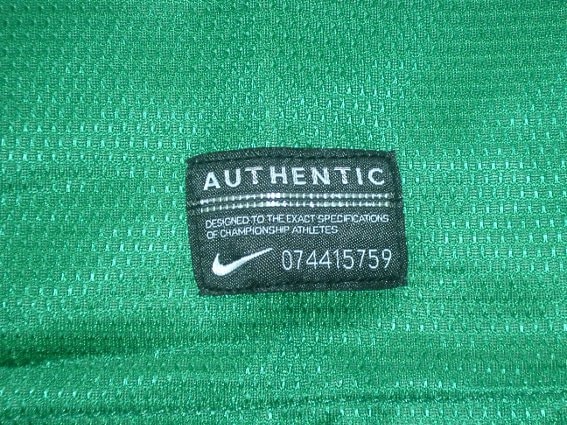 AUTHENTIC
DESIGNED TO THE EXACT SPECIFICATIONS
OF CHAMPIONSHIP ATHLETES
074415759